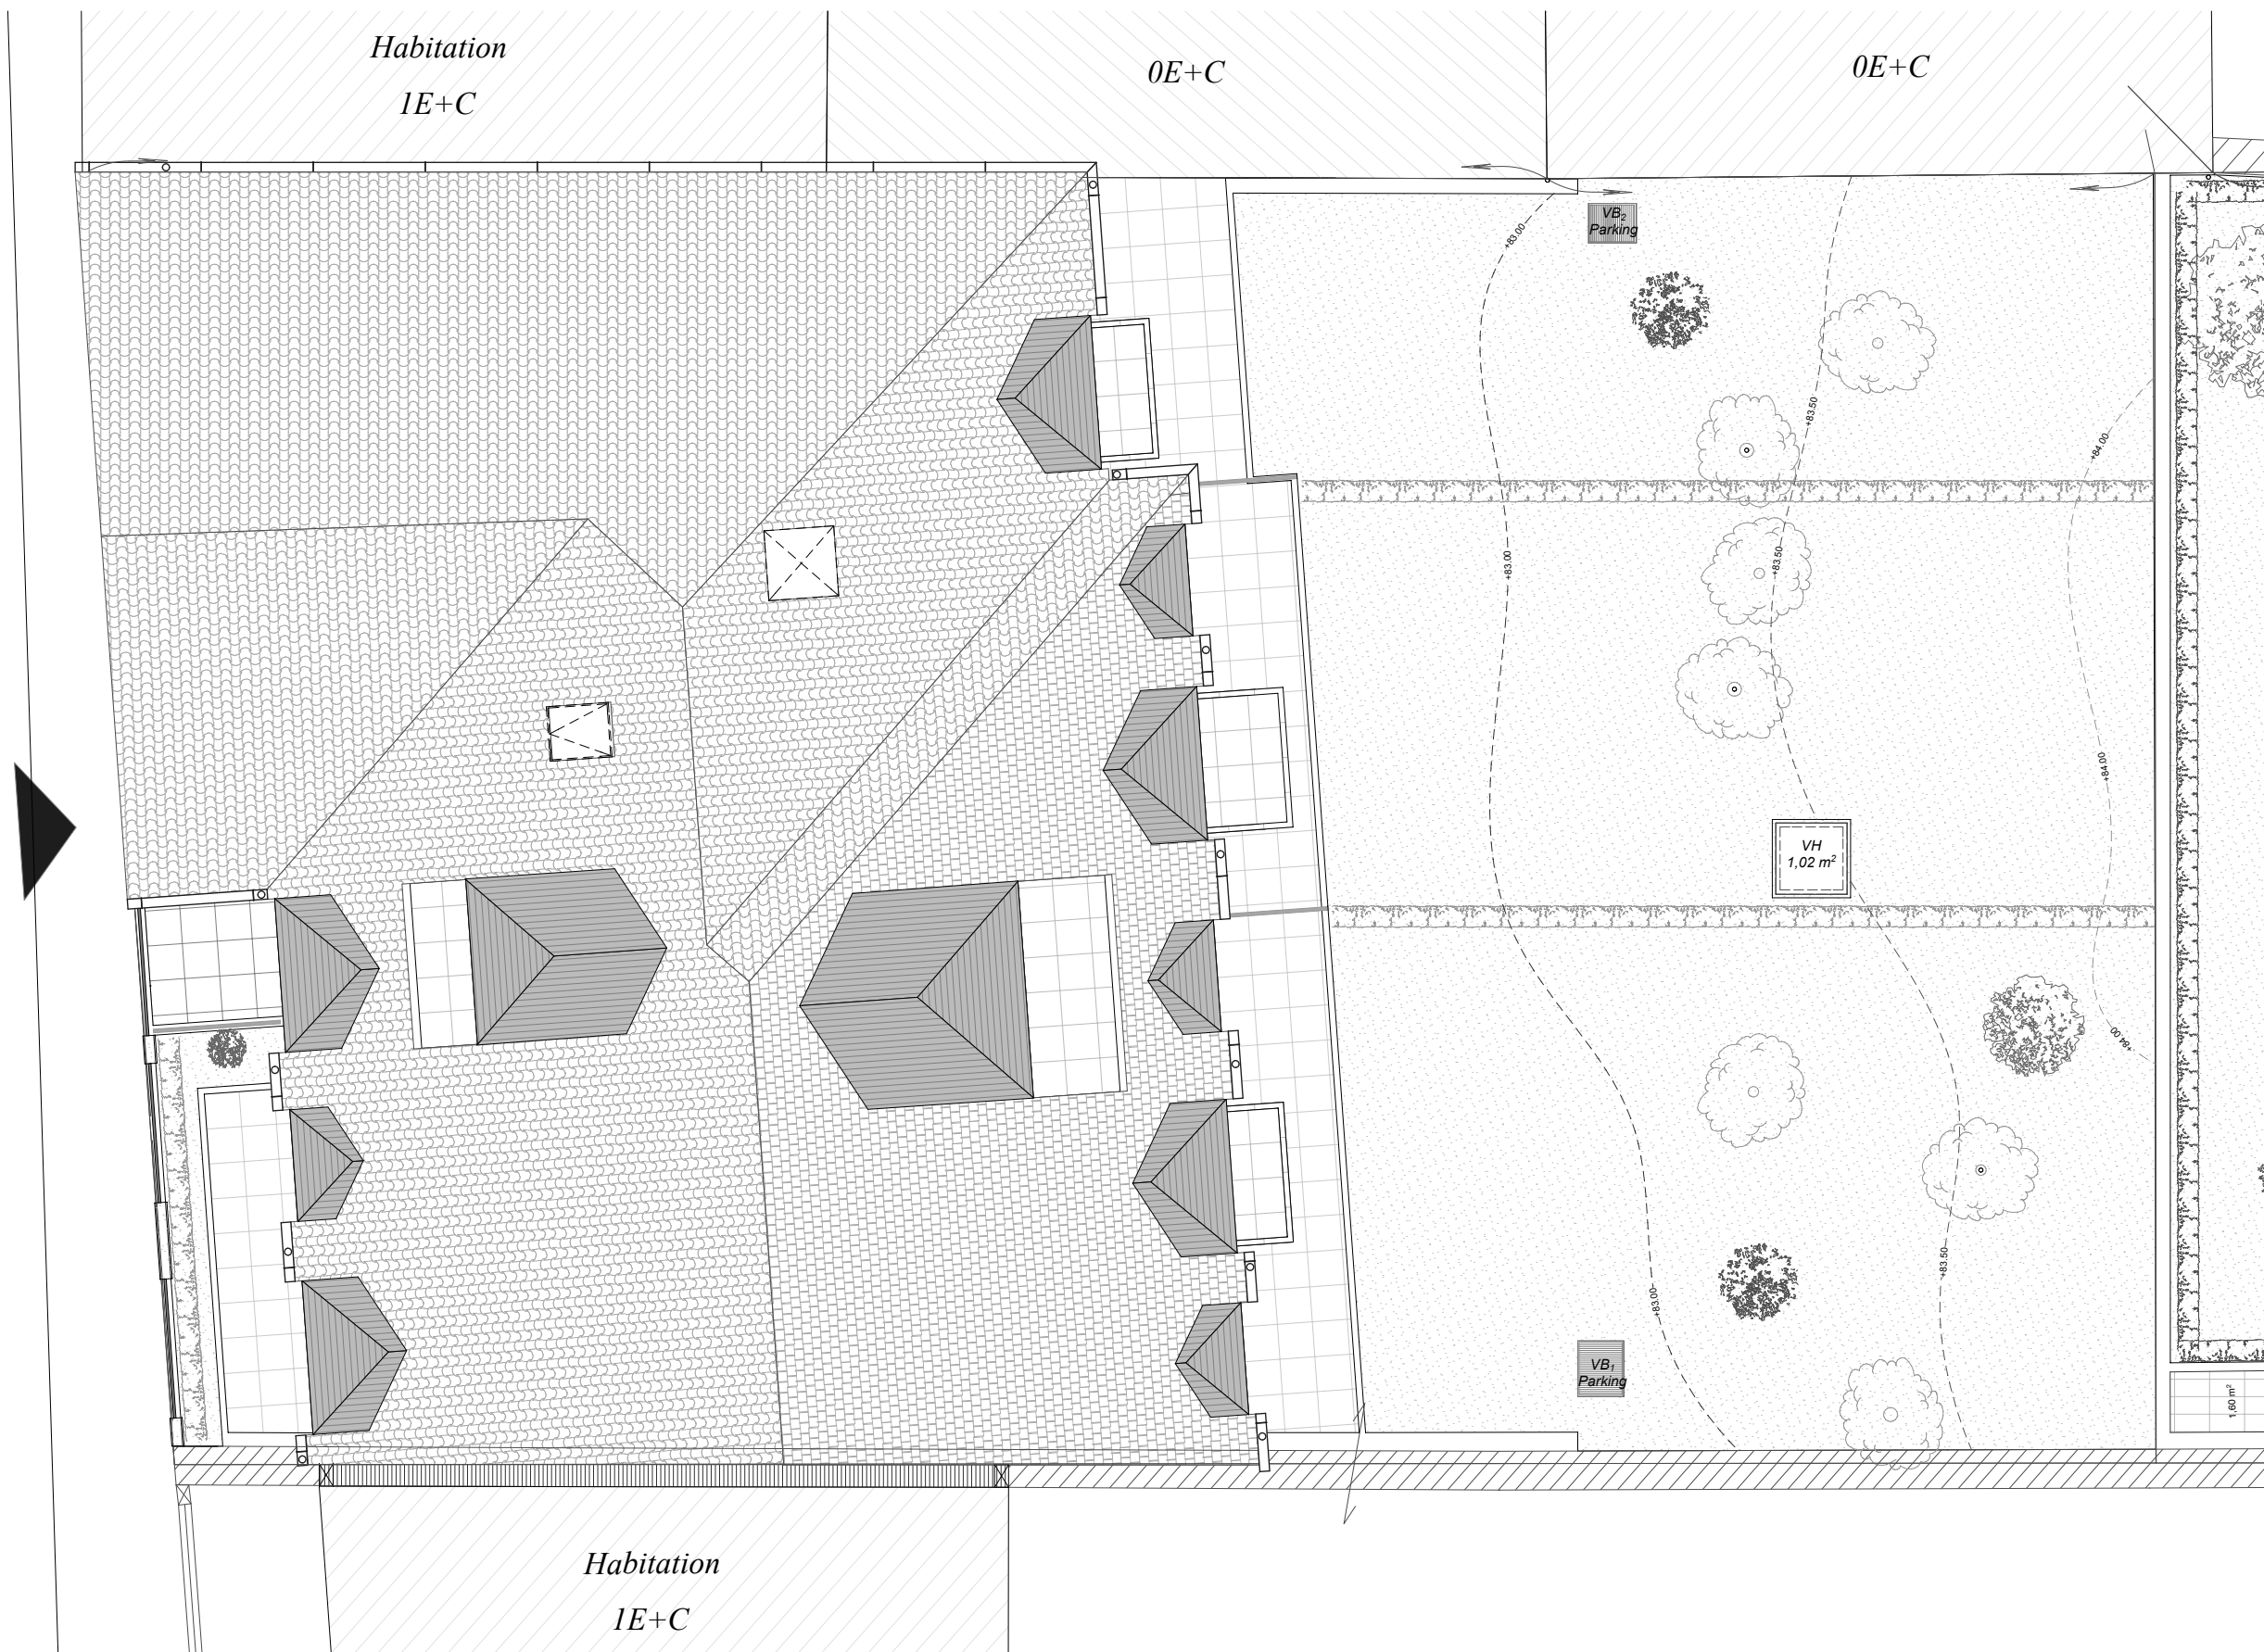 Habitation
1E+C
0E+C
0E+C
VB2
Parking
+83.00
+83.50
+84.00
+83.00
+83.50
+84.00
VH
1,02 m²
+84.00
+83.50
+83.00
VB1
Parking
1,60 m²
Habitation
1E+C